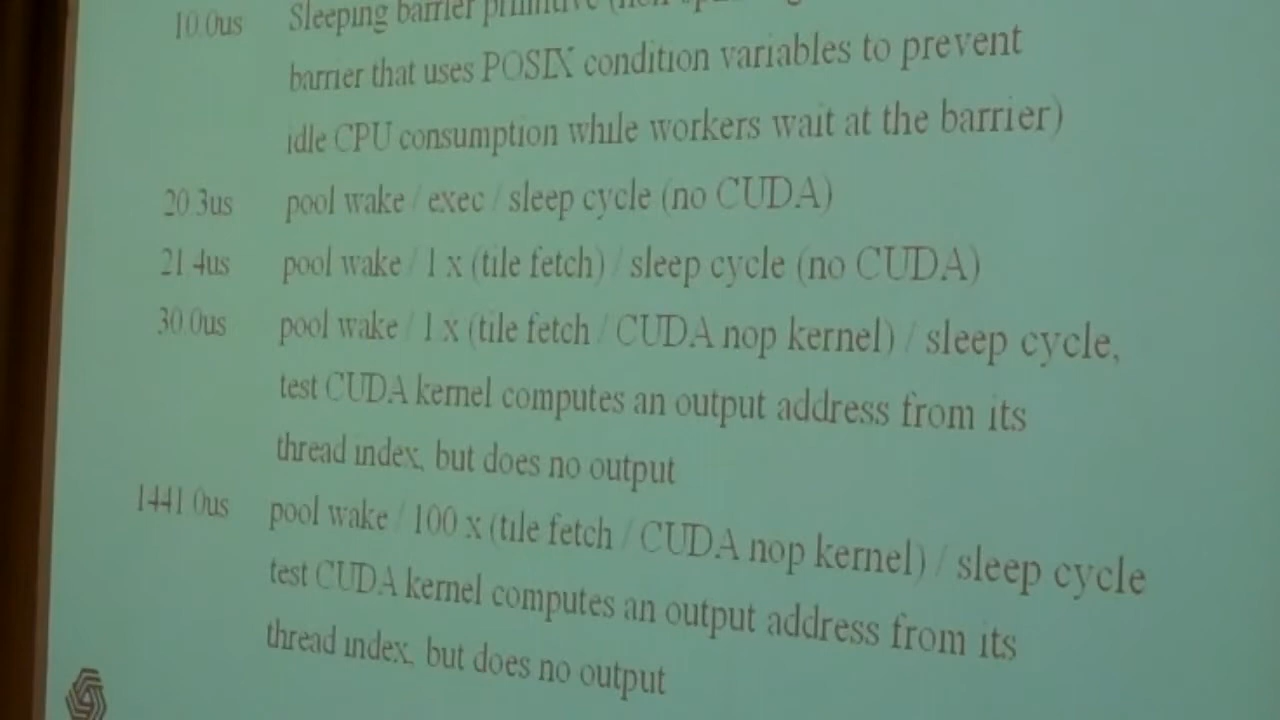 10.0us Sleeping barrier primitive
barrier that uses POSIX condition variables to prevent
idle CPU consumption while workers wait at the barrier)
20.3us pool wake / exec / sleep cycle (no CUDA)
21.4us pool wake / 1 x (tile fetch) / sleep cycle (no CUDA)
30.0us pool wake / 1 x (tile fetch / CUDA nop kernel) / sleep cycle,
test CUDA kernel computes an output address from its
thread index, but does no output
1441.0us pool wake / 100 x (tile fetch / CUDA nop kernel) / sleep cycle
test CUDA kernel computes an output address from its
thread index, but does no output